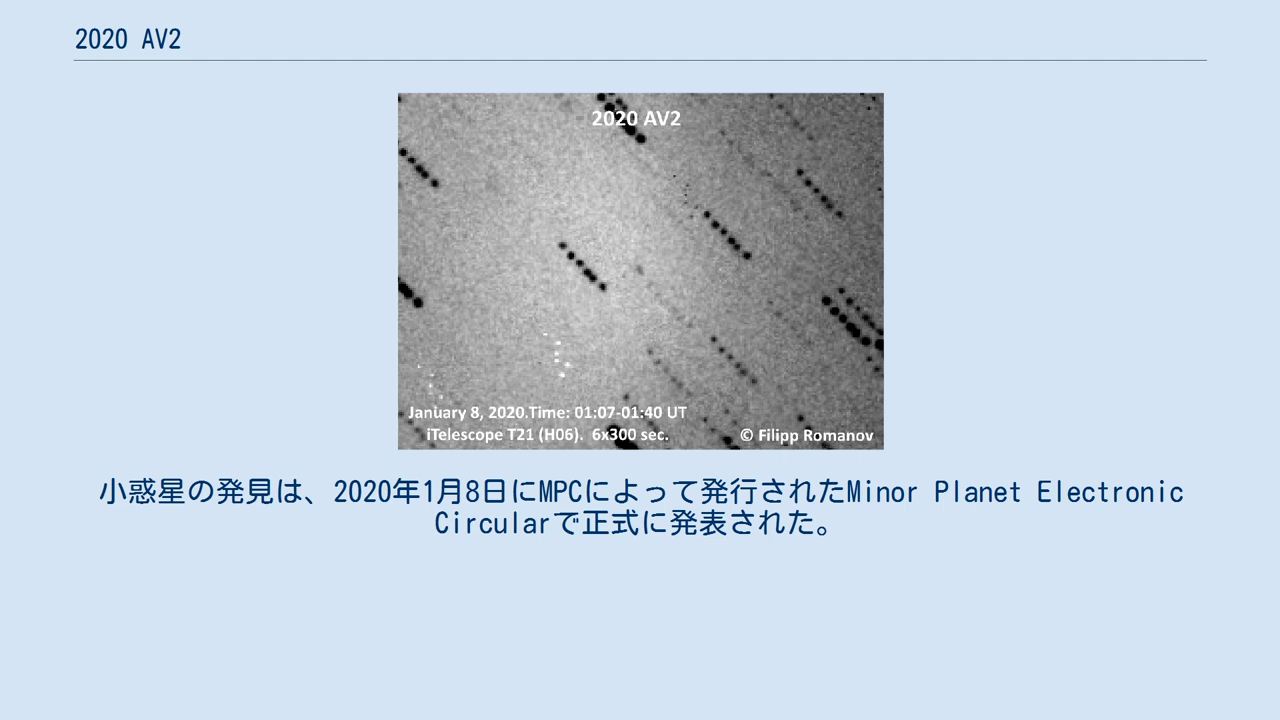 2020 AV2
2020 AV2
January 8, 2020.Time: 01:07-01:40 UT
iTelescope T21 (H06). 6x300 sec.
© Filipp Romanov
小惑星の発見は、2020年1月8日にMPCによって発行されたMinor Planet Electronic
Circularで正式に発表された。